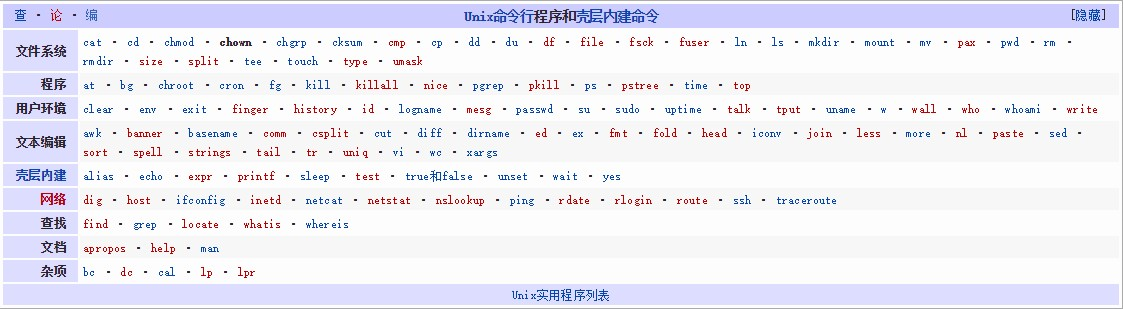 查 · 论 · 编 Unix命令行程序和壳层内建命令 [隐藏]
文件系统 cat · cd · chmod · chown · chgrp · cksum · cmp · cp · dd · du · df · file · fsck · fuser · ln · ls · mkdir · mount · mv · pax · pwd · rm ·
rmdir · size · split · tee · touch · type · umask
程序 at · bg · chroot · cron · fg · kill · killall · nice · pgrep · pkill · ps · pstree · time · top
用户环境 clear · env · exit · finger · history · id · logname · mesg · passwd · su · sudo · uptime · talk · tput · uname · w · wall · who · whoami · write
文本编辑 awk · banner · basename · comm · csplit · cut · diff · dirname · ed · ex · fmt · fold · head · iconv · join · less · more · nl · paste · sed ·
sort · spell · strings · tail · tr · uniq · vi · wc · xargs
壳层内建 alias · echo · expr · printf · sleep · test · true和false · unset · wait · yes
网络 dig · host · ifconfig · inetd · netcat · netstat · nslookup · ping · rdate · rlogin · route · ssh · traceroute
查找 find · grep · locate · whatis · whereis
文档 apropos · help · man
杂项 bc · dc · cal · lp · lpr
Unix实用程序列表